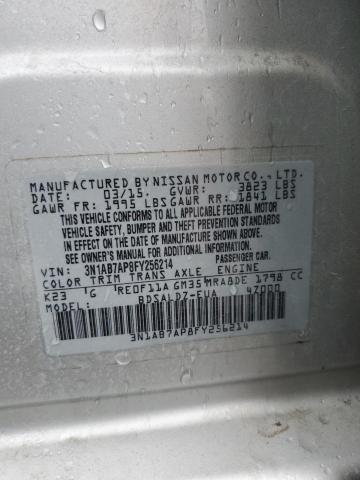 MANUFACTURED BY NISSAN MOTOR CO., LTD.
DATE: 03/15. GVWR: 3823 LBS
GAWR FR: 1995 LBS GAWR RR: 1841 LBS
THIS VEHICLE CONFORMS TO ALL APPLICABLE FEDERAL MOTOR
VEHICLE SAFETY, BUMPER AND THEFT PREVENTION STANDARDS
IN EFFECT ON THE DATE OF MANUFACTURE SHOWN ABOVE.
SEE OWNERS MANUAL FOR ADDITIONAL INFORMATION.
VIN: 3N1AB7AP8FY256214 PASSENGER CAR.
COLOR TRIM TRANS AXLE ENGINE
K23 G RE0F11A GM35 MRA8DE 1798 CC
MODEL: BDSALDZ-EUA 4Z000
3N1AB7AP8FY256214